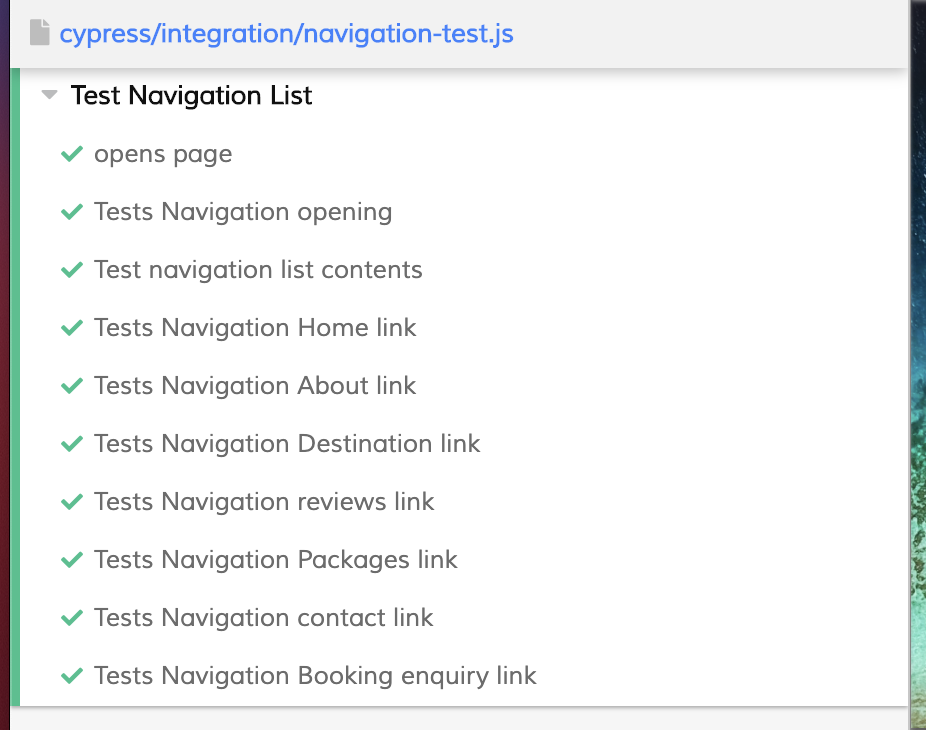 cypress/integration/navigation-test.js
Test Navigation List
opens page
Tests Navigation opening
Test navigation list contents
Tests Navigation Home link
Tests Navigation About link
Tests Navigation Destination link
Tests Navigation reviews link
Tests Navigation Packages link
Tests Navigation contact link
Tests Navigation Booking enquiry link